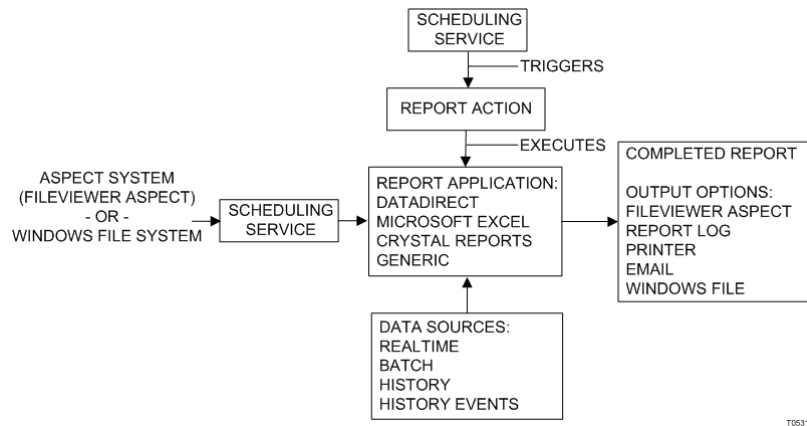 SCHEDULING
SERVICE
TRIGGERS
REPORT ACTION
EXECUTES
ASPECT SYSTEM
(FILEVIEWER ASPECT)
- OR -
WINDOWS FILE SYSTEM
SCHEDULING
SERVICE
REPORT APPLICATION:
DATADIRECT
MICROSOFT EXCEL
CRYSTAL REPORTS
GENERIC
COMPLETED REPORT
OUTPUT OPTIONS:
FILEVIEWER ASPECT
REPORT LOG
PRINTER
EMAIL
WINDOWS FILE
DATA SOURCES:
REALTIME
BATCH
HISTORY
HISTORY EVENTS